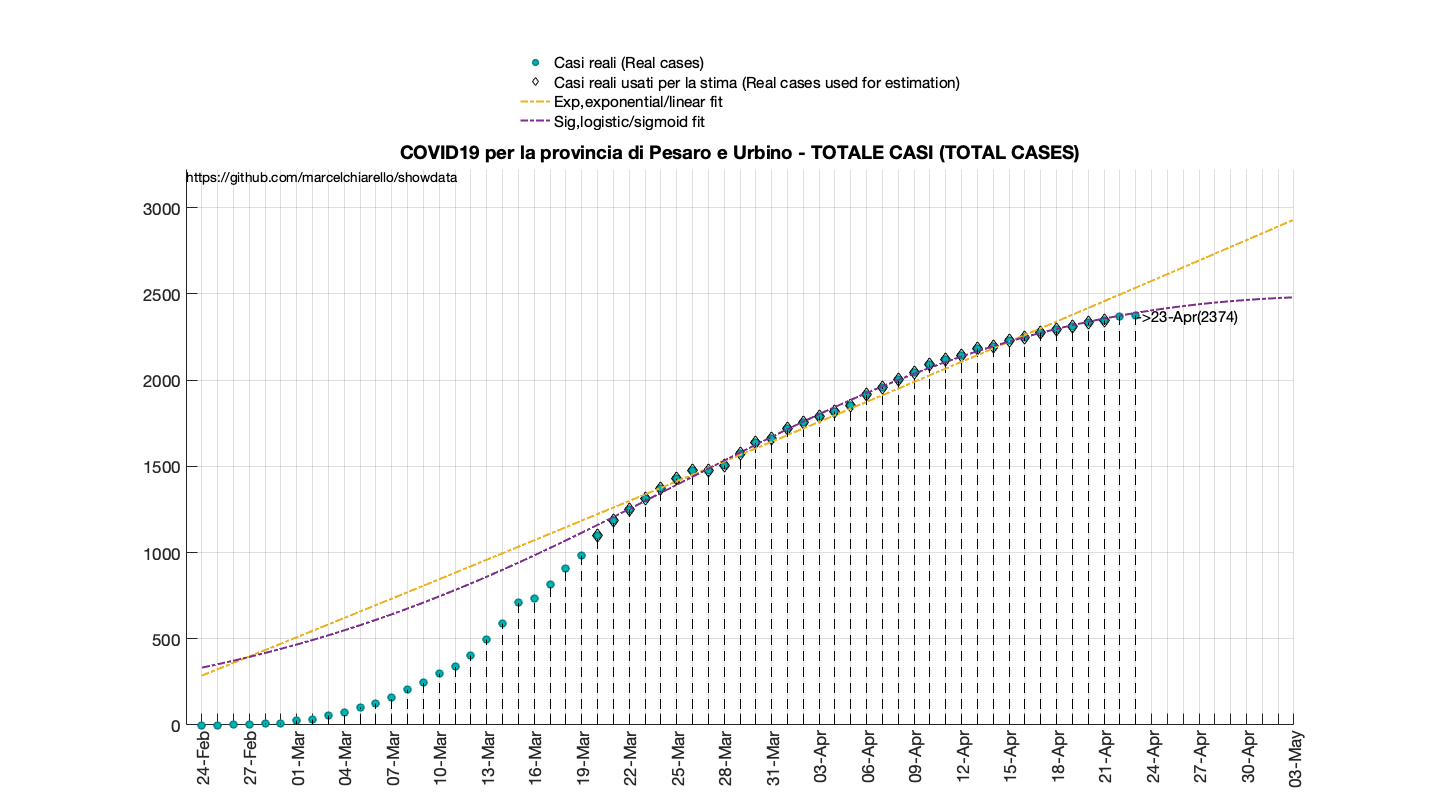 Casi reali (Real cases)
Casi reali usati per la stima (Real cases used for estimation)
Exp,exponential/linear fit
Sig,logistic/sigmoid fit
COVID19 per la provincia di Pesaro e Urbino - TOTALE CASI (TOTAL CASES)
https://github.com/marcelchiarello/showdata
3000
2500
->23-Apr(2374)
2000
1500
1000
500
0
24-Feb
27-Feb
01-Mar
04-Mar
07-Mar
10-Mar
13-Mar
16-Mar
19-Mar
22-Mar
25-Mar
28-Mar
31-Mar
03-Apr
06-Apr
09-Apr
12-Apr
15-Apr
18-Apr
21-Apr
24-Apr
27-Apr
30-Apr
03-May